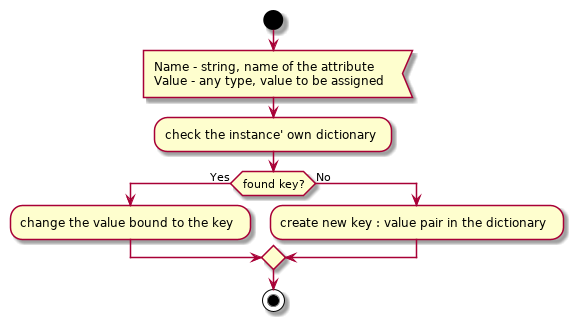 Name - string, name of the attribute
Value - any type, value to be assigned
check the instance' own dictionary
found key?
Yes
No
change the value bound to the key
create new key : value pair in the dictionary